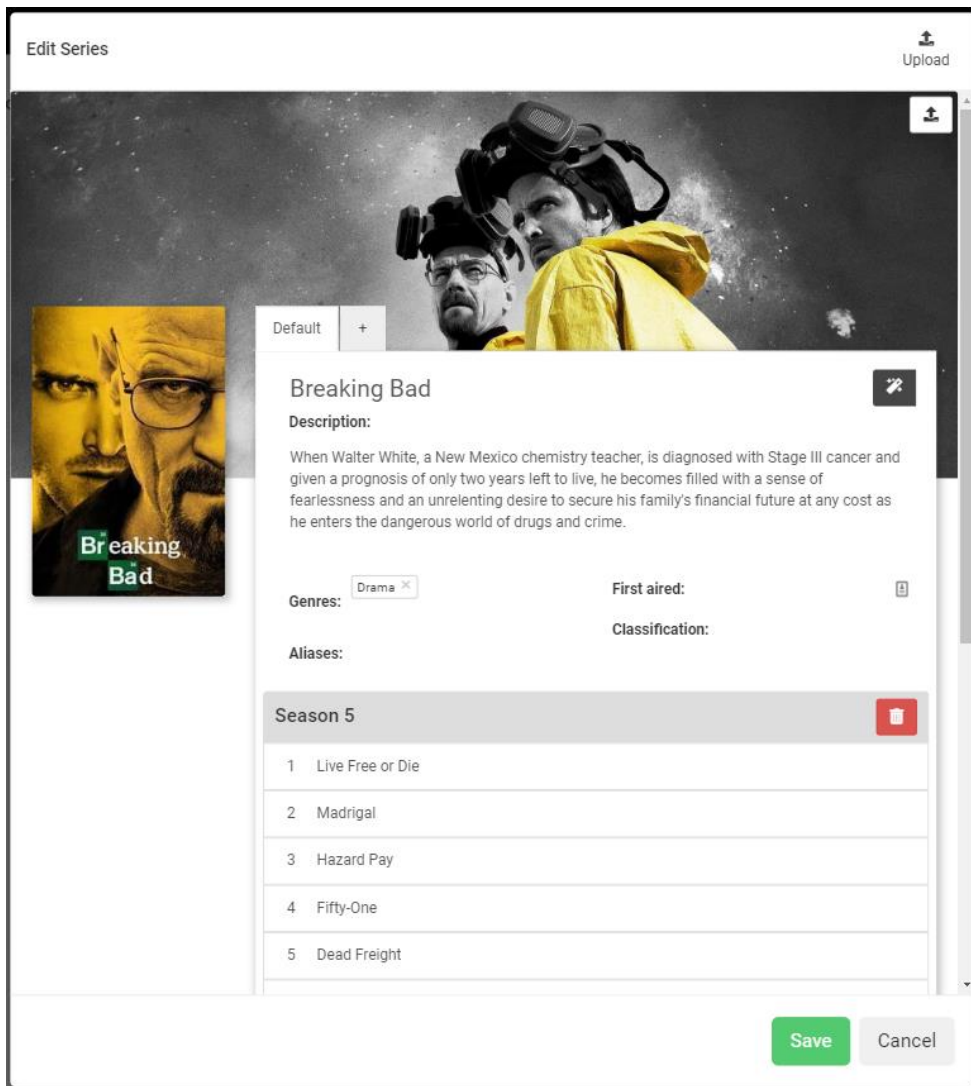 Edit Series
Upload
Default
+
Breaking Bad
Description:
When Walter White, a New Mexico chemistry teacher, is diagnosed with Stage III cancer and
given a prognosis of only two years left to live, he becomes filled with a sense of
fearlessness and an unrelenting desire to secure his family's financial future at any cost as
he enters the dangerous world of drugs and crime.
Breaking
Bad
Genres:
Drama ×
First aired:
Classification:
Aliases:
Season 5
1 Live Free or Die
2 Madrigal
3 Hazard Pay
4 Fifty-One
5 Dead Freight
Save
Cancel